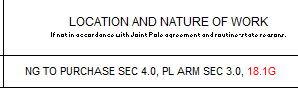 LOCATION AND NATURE OF WORK
If not in accordance with Joint Pole agreement and routine-state reasons.
NG TO PURCHASE SEC 4.0, PL ARM SEC 3.0, 18.1G